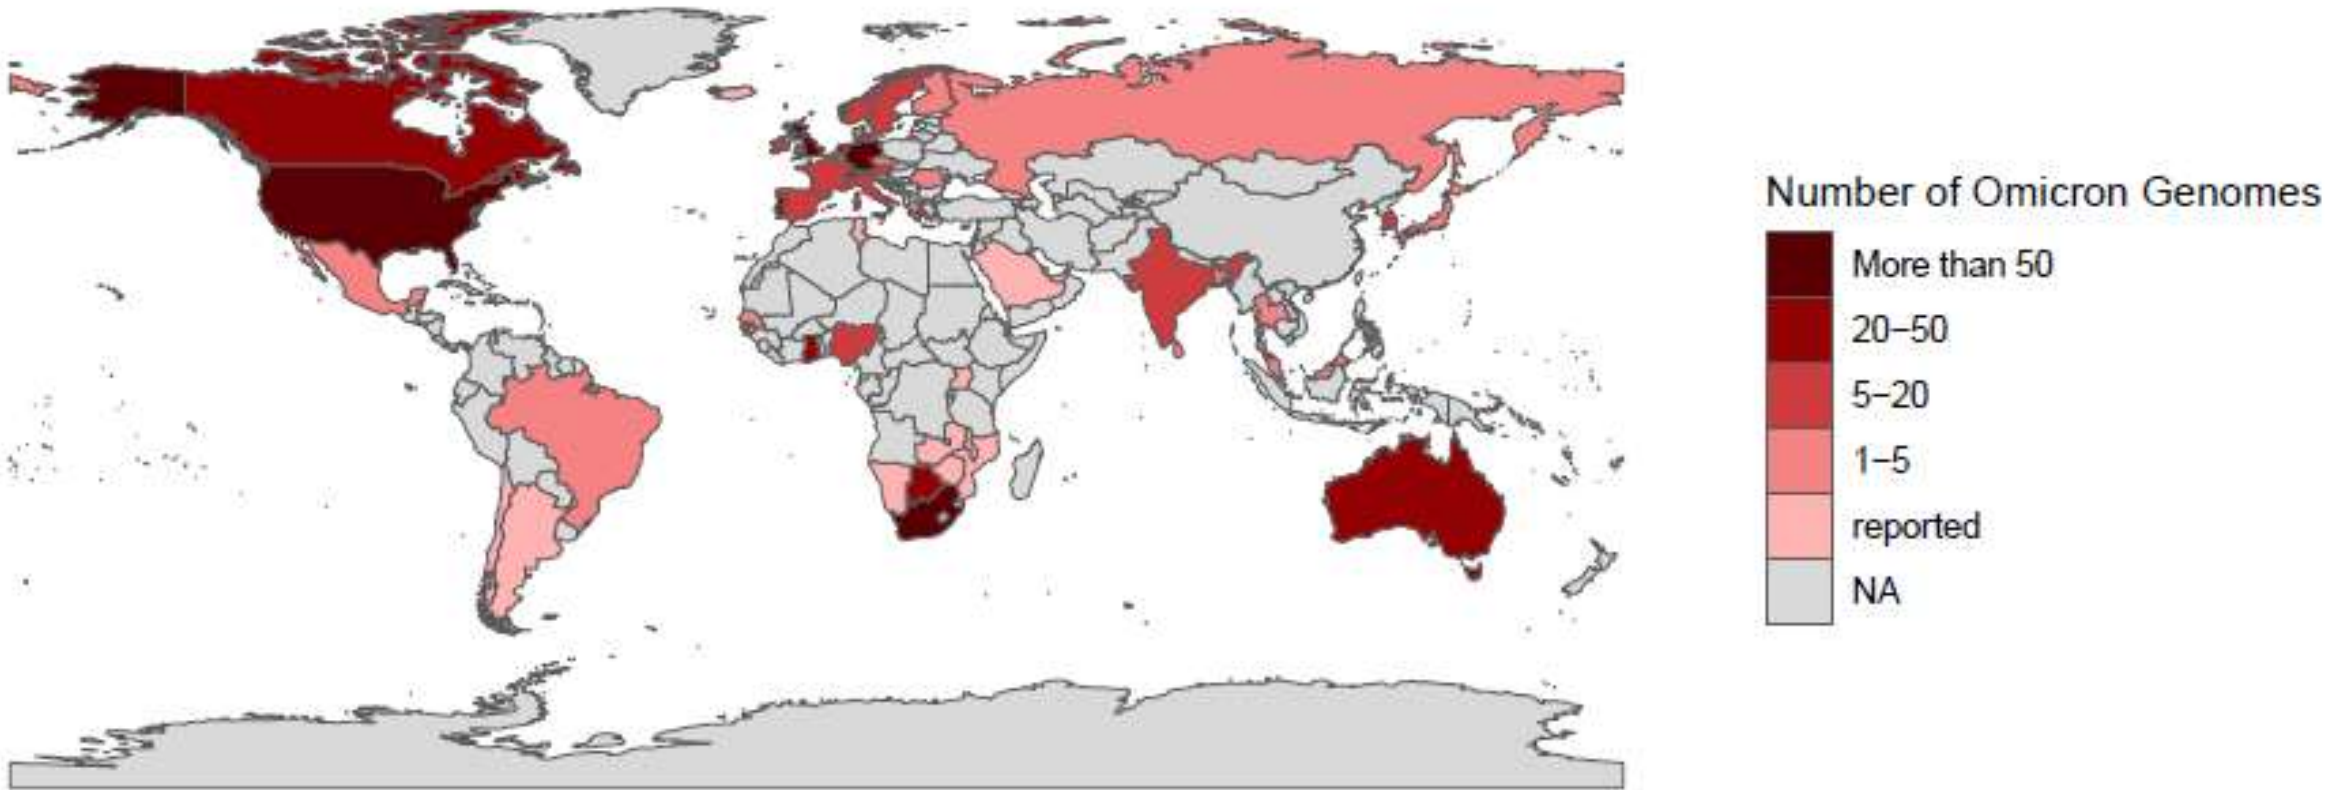 Number of Omicron Genomes
More than 50
20−50
5−20
1−5
reported
NA